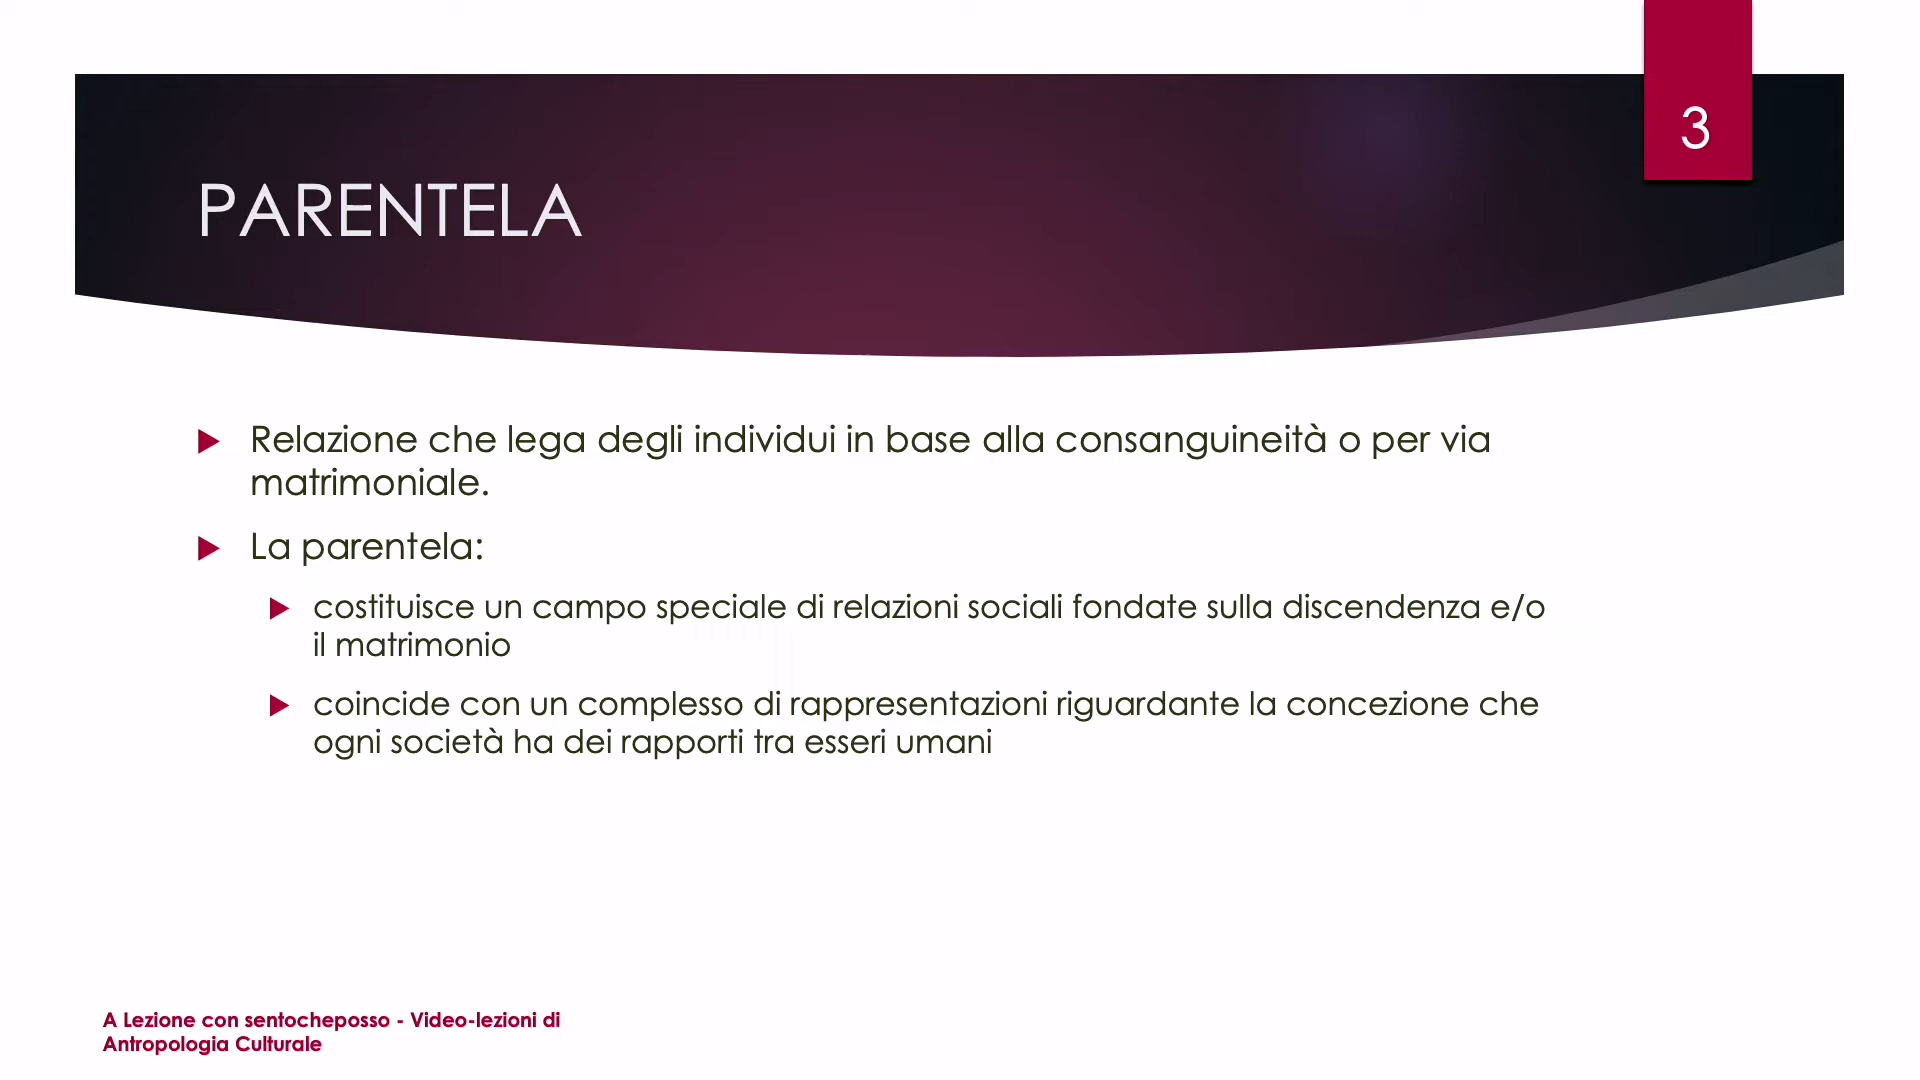 3
PARENTELA
Relazione che lega degli individui in base alla consanguineità o per via
matrimoniale.
La parentela:
costituisce un campo speciale di relazioni sociali fondate sulla discendenza e/o
il matrimonio
coincide con un complesso di rappresentazioni riguardante la concezione che
ogni società ha dei rapporti tra esseri umani
A Lezione con sentocheposso - Video-lezioni di
Antropologia Culturale